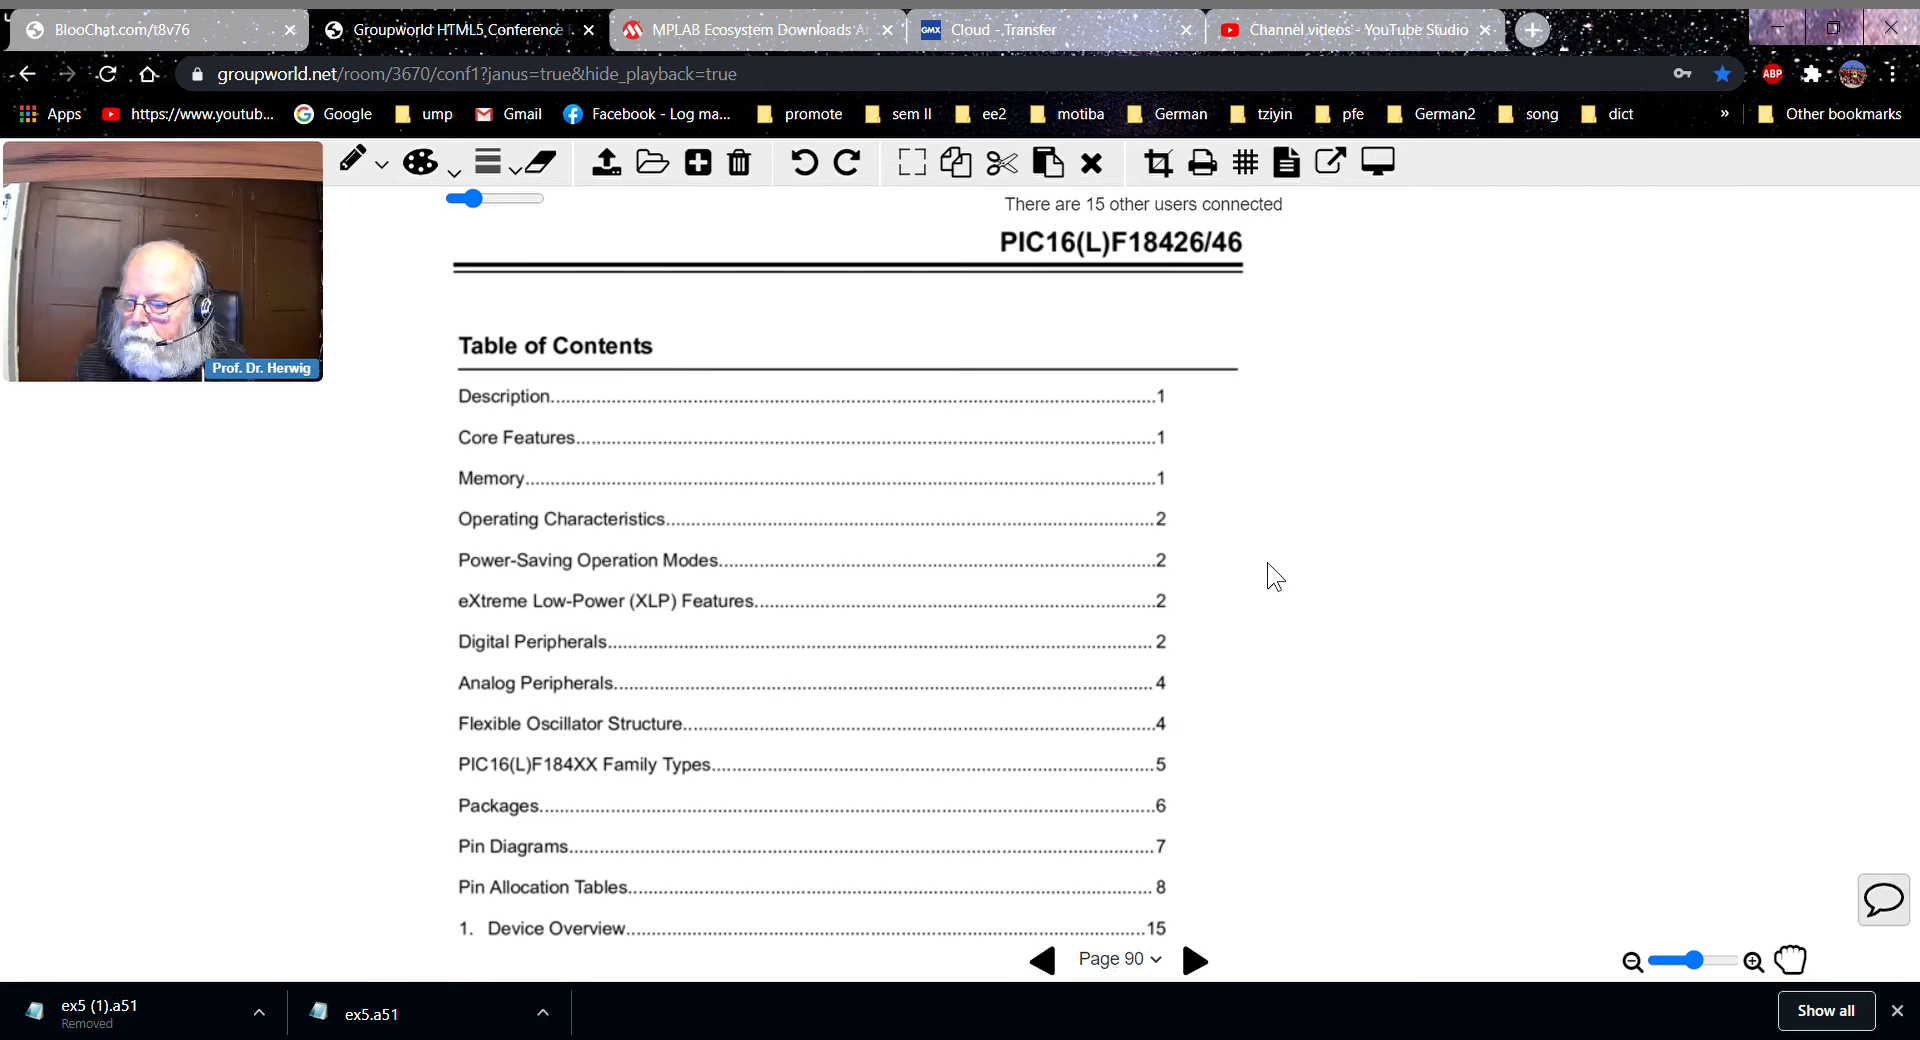 BlooChat.com/t8v76
Groupworld HTML5 Conference
MPLAB Ecosystem Downloads A
GMX Cloud - Transfer
Channel videos - YouTube Studio
groupworld.net/room/3670/conf1?janus=true&hide_playback=true
ABP
Apps
https://www.youtub...
Google
ump
Gmail
Facebook - Log ma...
promote
sem II
ee2
motiba
German
tziyin
pfe
German2
song
dict
»
Other bookmarks
There are 15 other users connected
PIC16(L)F18426/46
Prof. Dr. Herwig
Table of Contents
Description 1
Core Features 1
Memory 1
Operating Characteristics 2
Power-Saving Operation Modes 2
eXtreme Low-Power (XLP) Features 2
Digital Peripherals 2
Analog Peripherals 4
Flexible Oscillator Structure 4
PIC16(L)F184XX Family Types 5
Packages 6
Pin Diagrams 7
Pin Allocation Tables 8
1. Device Overview 15
Page 90
ex5 (1).a51
Removed
ex5.a51
Show all